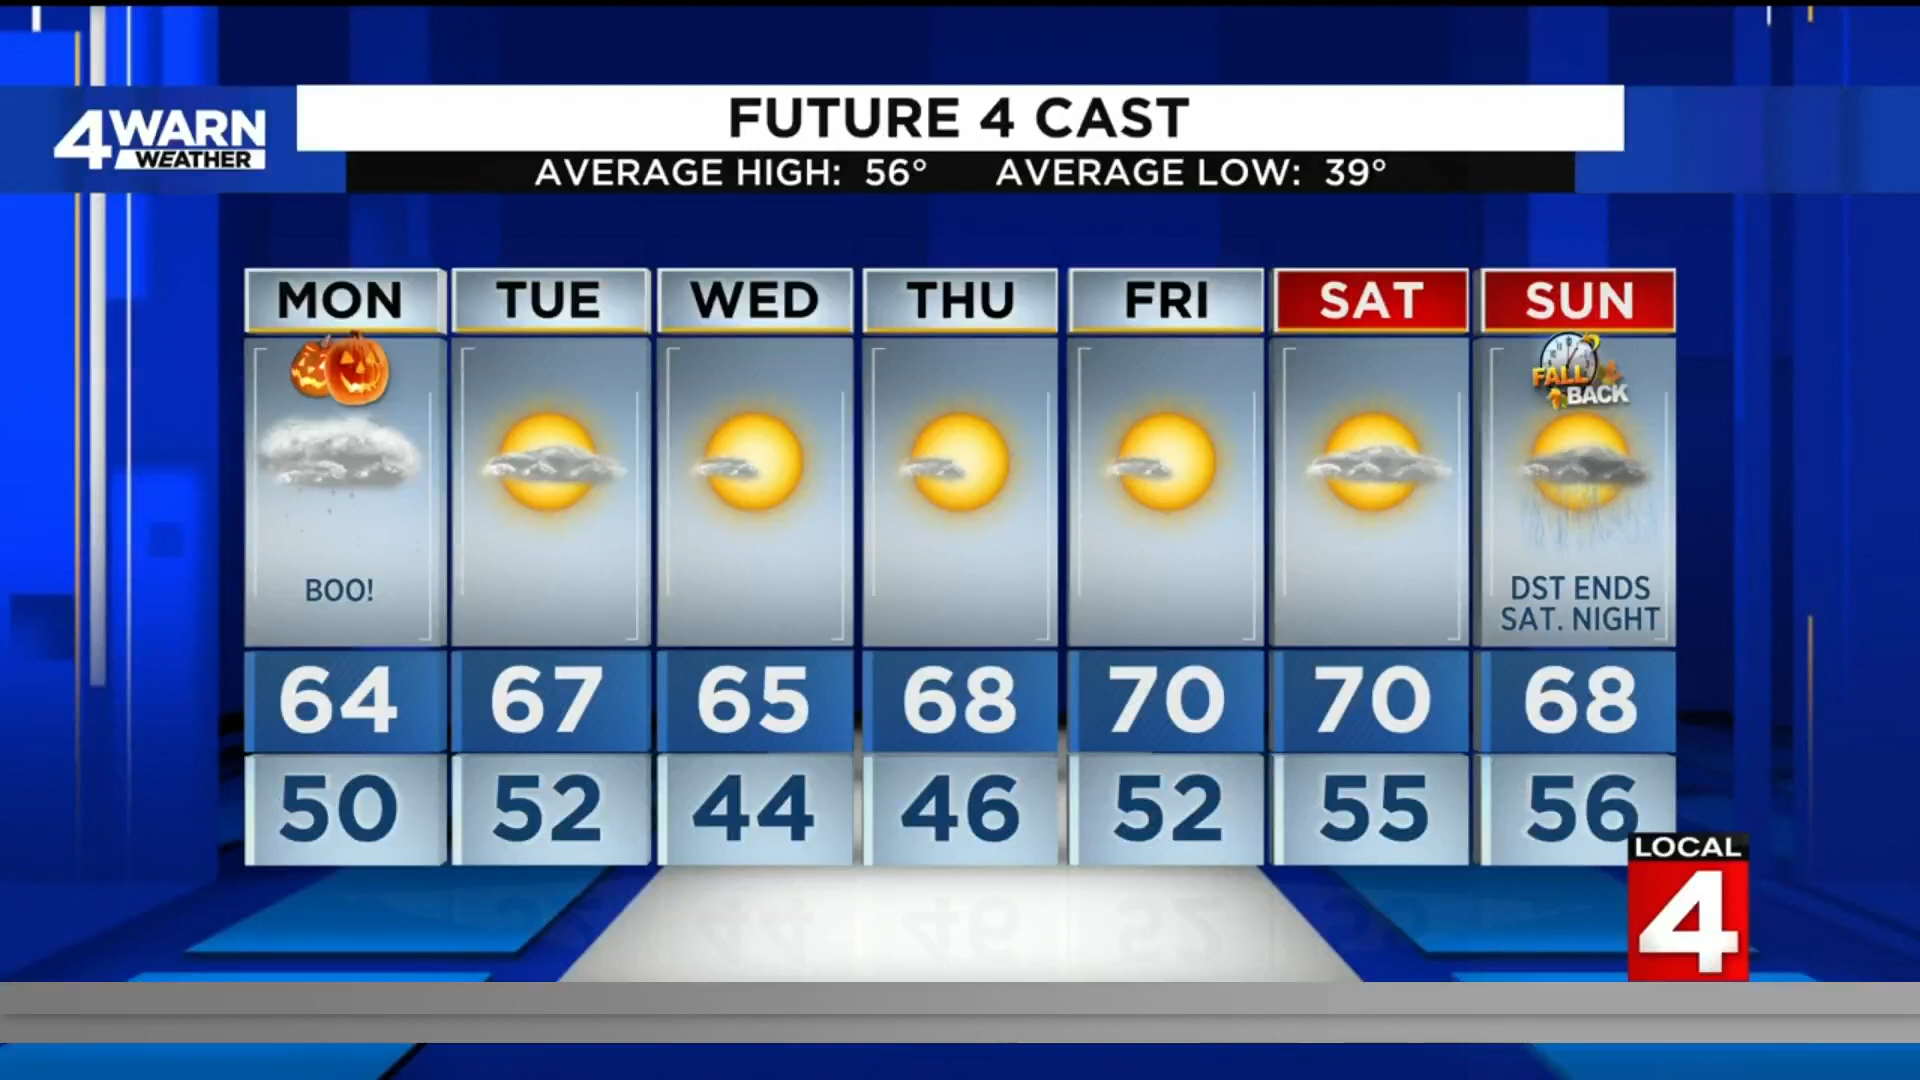 4WARN
WEATHER
FUTURE 4 CAST
AVERAGE HIGH: 56° AVERAGE LOW: 39°
MON TUE WED THU FRI SAT SUN
FALL
BACK
BOO!
DST ENDS
SAT. NIGHT
64 67 65 68 70 70 68
50 52 44 46 52 55 56
LOCAL
4